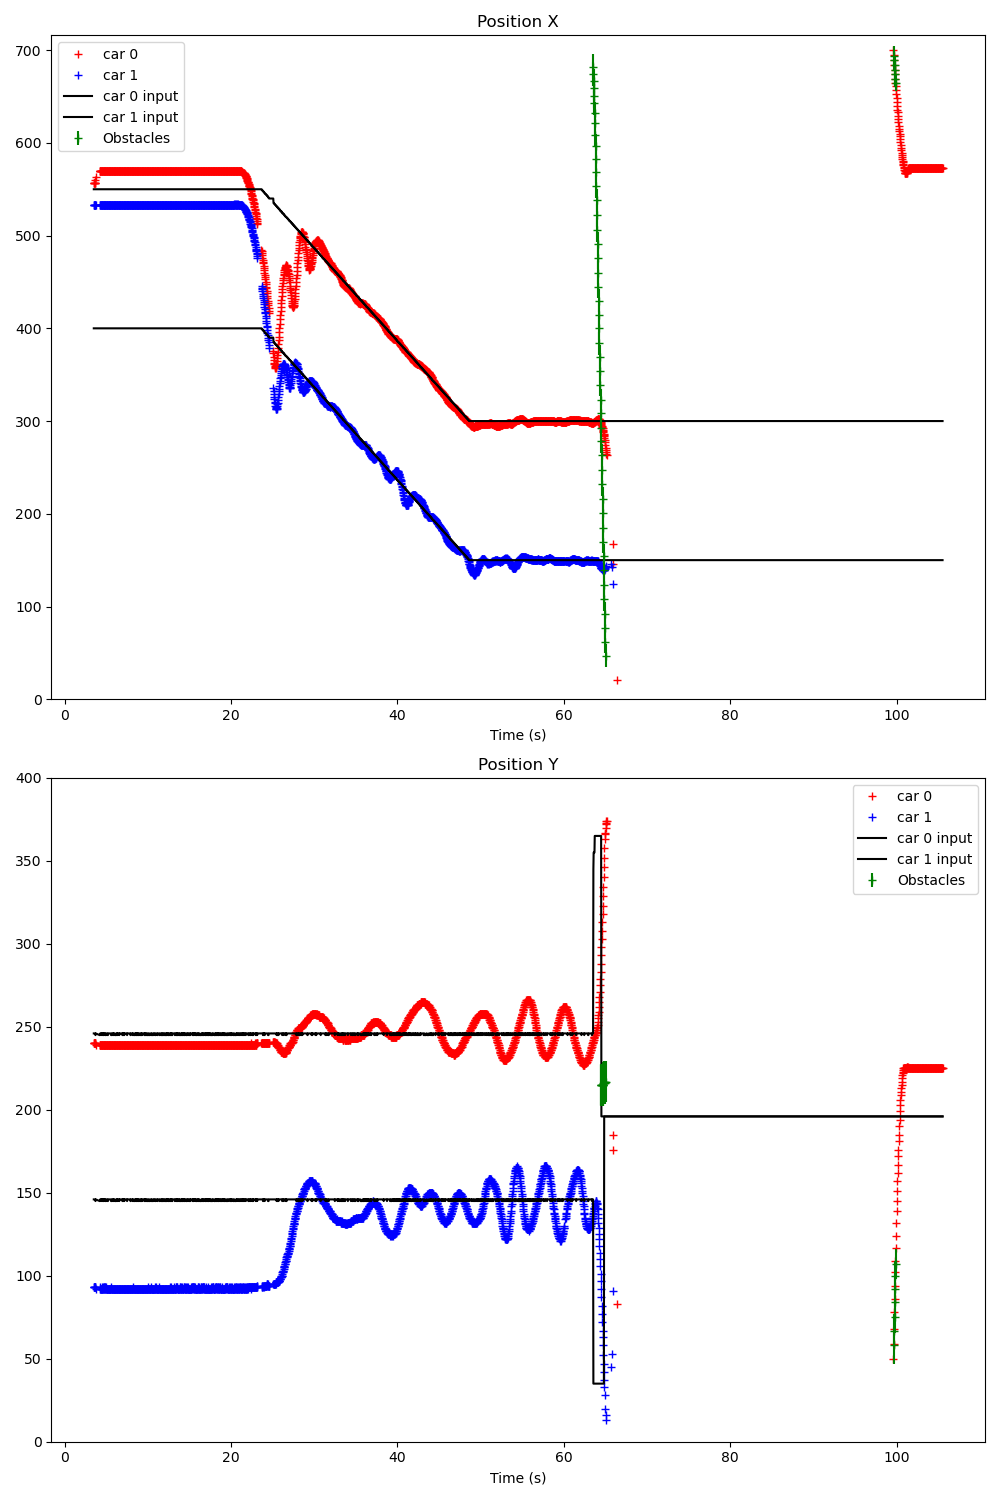 Position X
car 0
car 1
car 0 input
car 1 input
Obstacles
700
600
500
400
300
200
100
0
0 20 40 60 80 100
Time (s)
Position Y
car 0
car 1
car 0 input
car 1 input
Obstacles
400
350
300
250
200
150
100
50
0
0 20 40 60 80 100
Time (s)